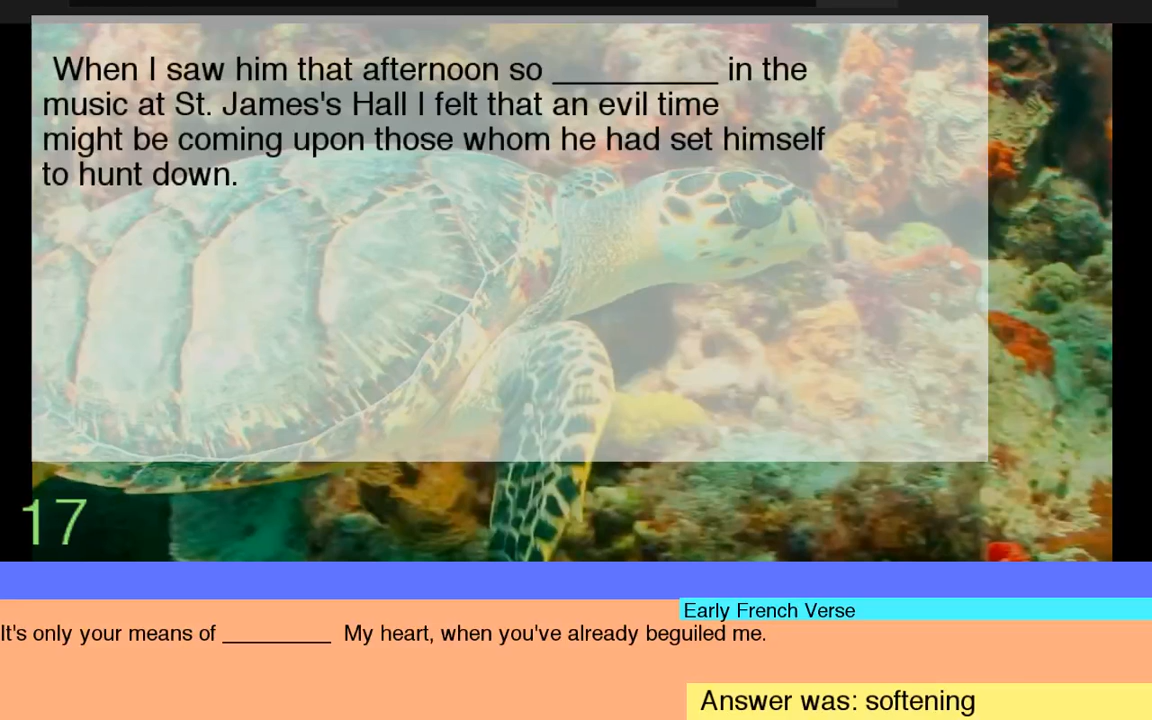 When I saw him that afternoon so ___________ in the
music at St. James's Hall I felt that an evil time
might be coming upon those whom he had set himself
to hunt down.
17
Early French Verse
It's only your means of __________ My heart, when you've already beguiled me.
Answer was: softening